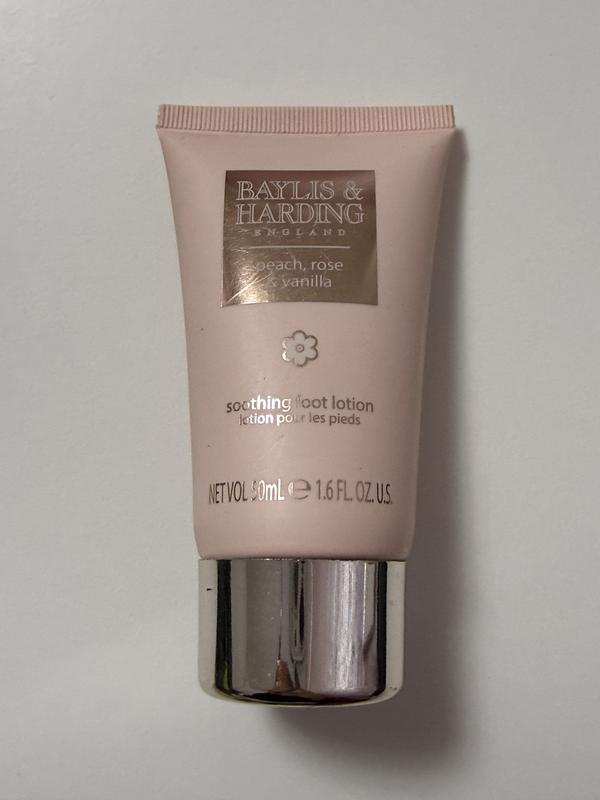 BAYLIS &
HARDING
ENGLAND
peach, rose
& vanilla
soothing foot lotion
lotion pour les pieds
NET VOL 50mL ℮ 1.6 FL. OZ. U.S.